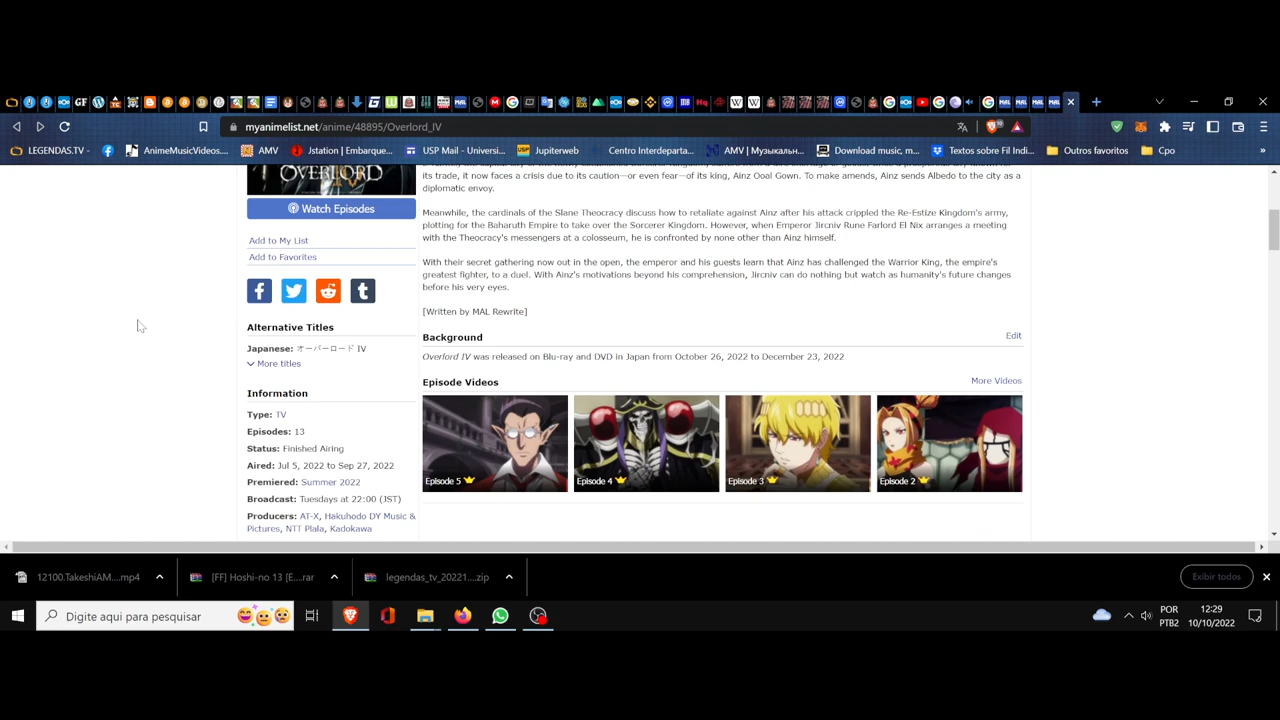 myanimelist.net/anime/48895/Overlord_IV
LEGENDAS.TV - AnimeMusicVideos... AMV Jstation | Embarque... USP Mail - Universi... Jupiterweb Centro Interdeparta... AMV | Музыкальн... Download music, m... Textos sobre Fil Indi... Outros favoritos Cpo »
OVERLORD
its trade, it now faces a crisis due to its caution—or even fear—of its king, Ainz Ooal Gown. To make amends, Ainz sends Albedo to the city as a
diplomatic envoy.
Watch Episodes
Meanwhile, the cardinals of the Slane Theocracy discuss how to retaliate against Ainz after his attack crippled the Re-Estize Kingdom's army,
plotting for the Baharuth Empire to take over the Sorcerer Kingdom. However, when Emperor Jircniv Rune Farlord El Nix arranges a meeting
with the Theocracy's messengers at a colosseum, he is confronted by none other than Ainz himself.
Add to My List
Add to Favorites
With their secret gathering now out in the open, the emperor and his guests learn that Ainz has challenged the Warrior King, the empire's
greatest fighter, to a duel. With Ainz's motivations beyond his comprehension, Jircniv can do nothing but watch as humanity's future changes
before his very eyes.
[Written by MAL Rewrite]
Alternative Titles
Japanese: オーバーロード IV
More titles
Background Edit
Overlord IV was released on Blu-ray and DVD in Japan from October 26, 2022 to December 23, 2022
Episode Videos More Videos
Episode 5 Episode 4 Episode 3 Episode 2
Information
Type: TV
Episodes: 13
Status: Finished Airing
Aired: Jul 5, 2022 to Sep 27, 2022
Premiered: Summer 2022
Broadcast: Tuesdays at 22:00 (JST)
Producers: AT-X, Hakuhodo DY Music &
Pictures, NTT Plala, Kadokawa
12100.TakeshiAM....mp4 [FF] Hoshi-no 13 [E....rar legendas_tv_20221....zip Exibir todos
Digite aqui para pesquisar
POR
PTB2
12:29
10/10/2022